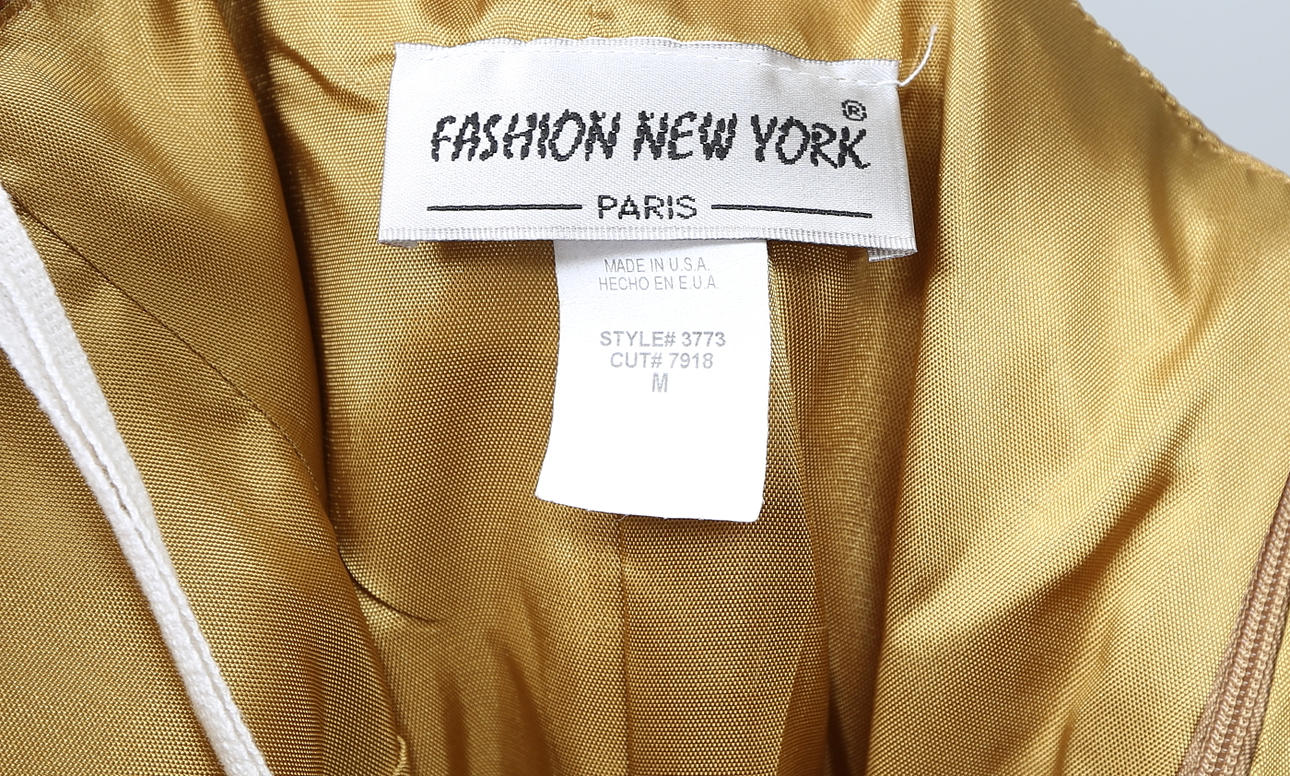 FASHION NEW YORK®
PARIS
MADE IN U.S.A.
HECHO EN E.U.A.
STYLE# 3773
CUT# 7918
M